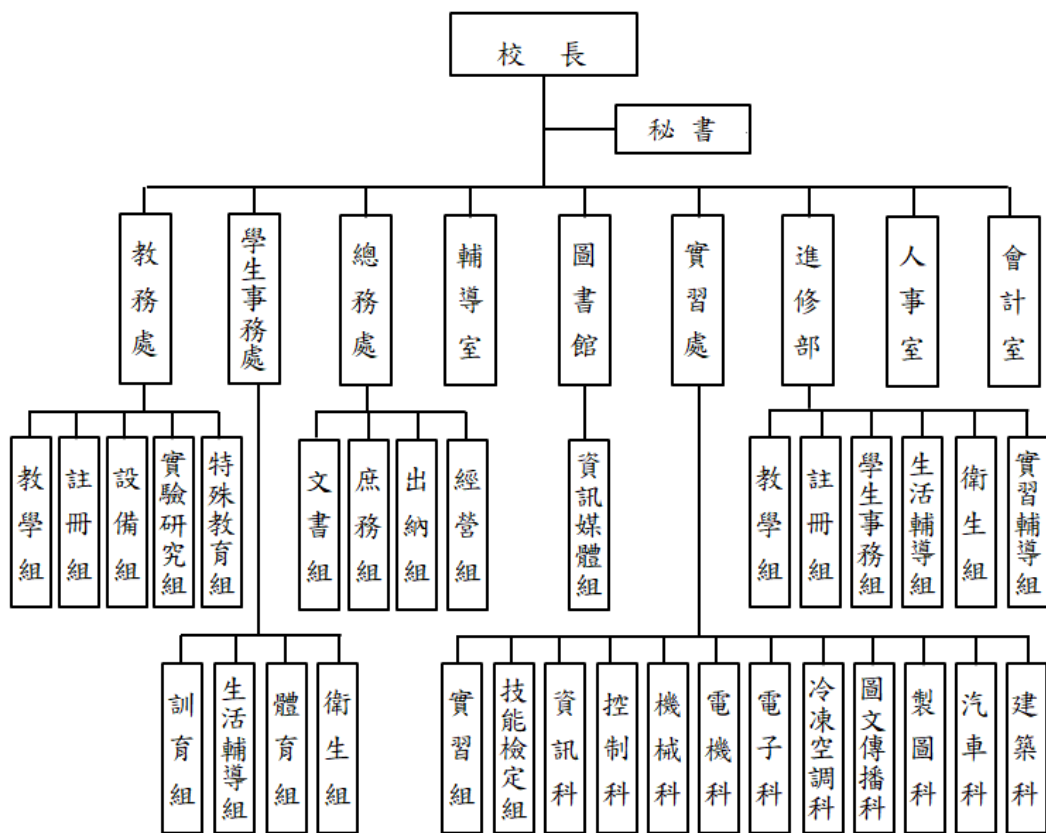 校長
秘書
教務處
學生事務處
總務處
輔導室
圖書館
實習處
進修部
人事室
會計室
教學組
註冊組
設備組
實驗研究組
特殊教育組
文書組
庶務組
出納組
經營組
資訊媒體組
教學組
註冊組
學生事務組
生活輔導組
衛生組
實習輔導組
訓育組
生活輔導組
體育組
衛生組
實習組
技能檢定組
資訊科
控制科
機械科
電機科
電子科
冷凍空調科
圖文傳播科
製圖科
汽車科
建築科